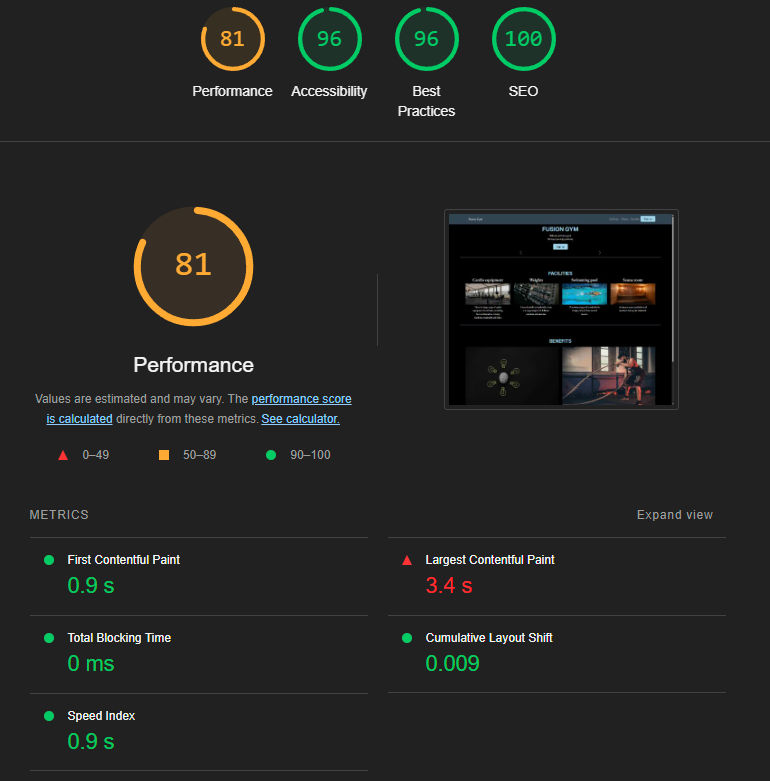 81
96
96
100
Performance
Accessibility
Best
Practices
SEO
81
Performance
Values are estimated and may vary. The performance score
is calculated directly from these metrics. See calculator.
0–49
50–89
90–100
FUSION GYM
FACILITIES
Cardio equipment
Weights
Swimming pool
Sauna room
BENEFITS
METRICS
Expand view
First Contentful Paint
0.9 s
Largest Contentful Paint
3.4 s
Total Blocking Time
0 ms
Cumulative Layout Shift
0.009
Speed Index
0.9 s